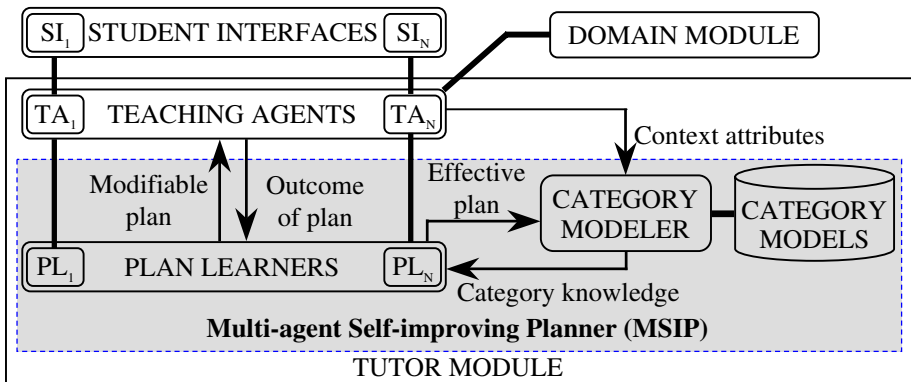 SI1 STUDENT INTERFACES SIN
DOMAIN MODULE
TA1 TEACHING AGENTS TAN
Context attributes
Modifiable
plan
Outcome
of plan
Effective
plan
CATEGORY
MODELER
CATEGORY
MODELS
PL1 PLAN LEARNERS PLN
Category knowledge
Multi-agent Self-improving Planner (MSIP)
TUTOR MODULE